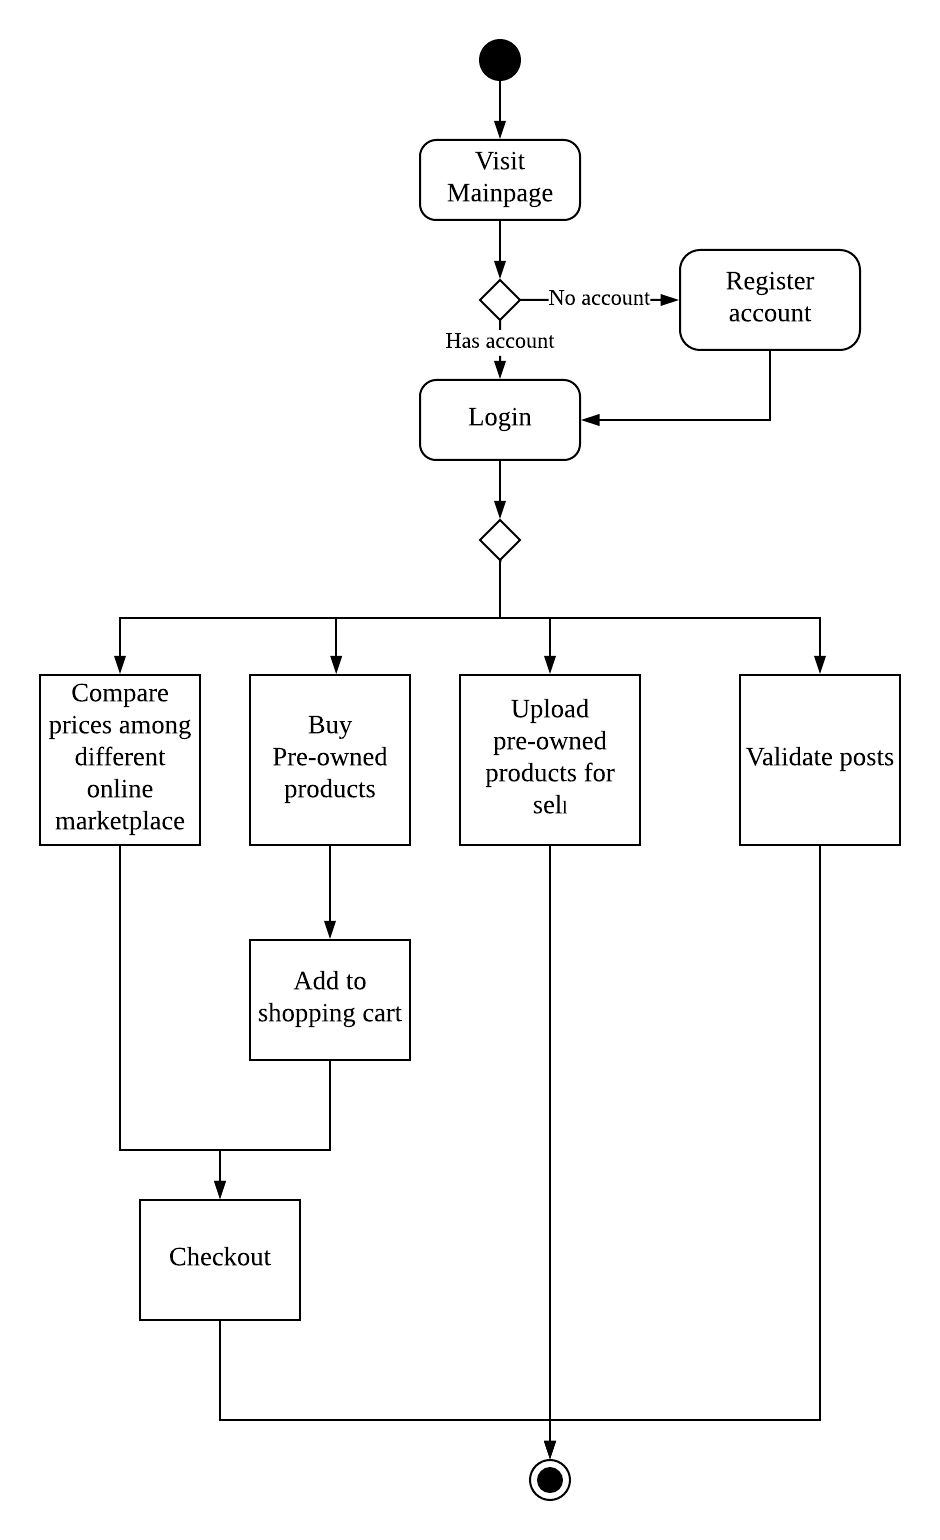 Visit
Mainpage
No account
Register
account
Has account
Login
Compare
prices among
different
online
marketplace
Buy
Pre-owned
products
Upload
pre-owned
products for
sell
Validate posts
Add to
shopping cart
Checkout